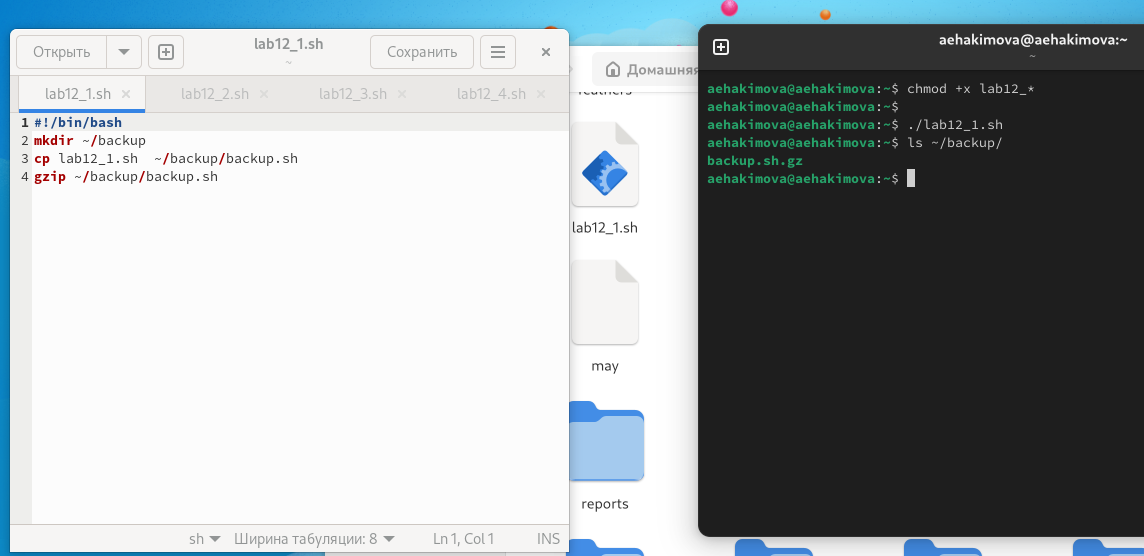 Открыть
lab12_1.sh
~
Сохранить
lab12_1.sh
lab12_2.sh
lab12_3.sh
lab12_4.sh
1 #!/bin/bash
2 mkdir ~/backup
3 cp lab12_1.sh  ~/backup/backup.sh
4 gzip ~/backup/backup.sh
sh
Ширина табуляции: 8
Ln 1, Col 1
INS
Домашняя
feathers
lab12_1.sh
may
reports
aehakimova@aehakimova:~
~
aehakimova@aehakimova:~$ chmod +x lab12_*
aehakimova@aehakimova:~$
aehakimova@aehakimova:~$ ./lab12_1.sh
aehakimova@aehakimova:~$ ls ~/backup/
backup.sh.gz
aehakimova@aehakimova:~$